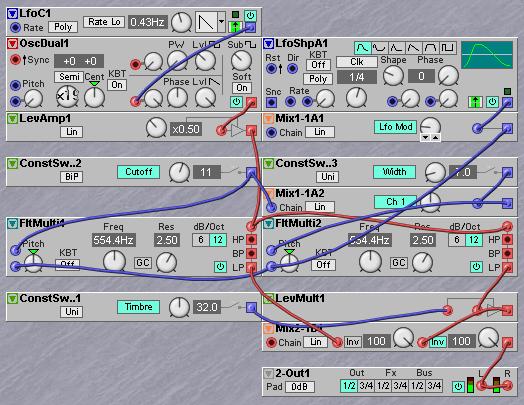 LfoC1
Rate Poly Rate Lo 0.43Hz
OscDual1
Sync +0 +0 PW Lvl Sub
Semi Cent KBT Soft
Pitch On Phase Lvl On
LfoShpA1
Rst Dir Off Clk Shape Phase
Poly 1/4 0
Snc Rate
LevAmp1
Lin x0.50
Mix1-1A1
Chain Lin Lfo Mod
ConstSw..2
BiP Cutoff 11
ConstSw..3
Uni Width
Mix1-1A2
Chain Lin Ch 1
FltMulti1
Freq Res dB/Oct
554.4Hz 2.50 6 12
Pitch KBT HP
Off GC BP
LP
FltMulti2
Freq Res dB/Oct
554.4Hz 2.50 6 12
Pitch KBT HP
Off GC BP
LP
ConstSw..1
Uni Timbre 32.0
LevMult1
Chain Lin Inv 100 Inv 100
2-Out1
Out Fx Bus L R
Pad 0dB 1/2 3/4 1/2 3/4 1/2 3/4